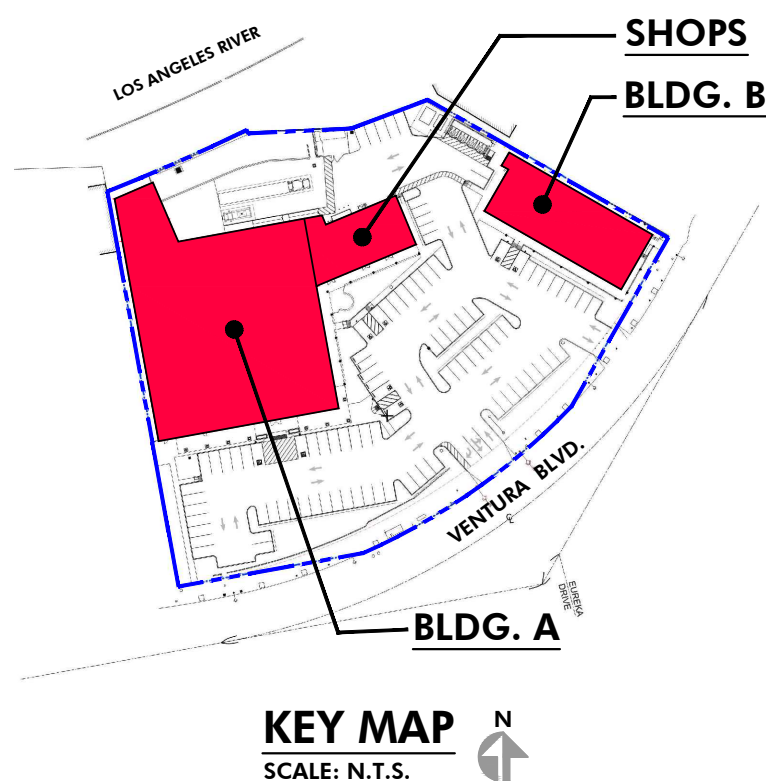 SHOPS
LOS ANGELES RIVER
BLDG. B
VENTURA BLVD.
EUREKA
DRIVE
BLDG. A
KEY MAP
N
SCALE: N.T.S.